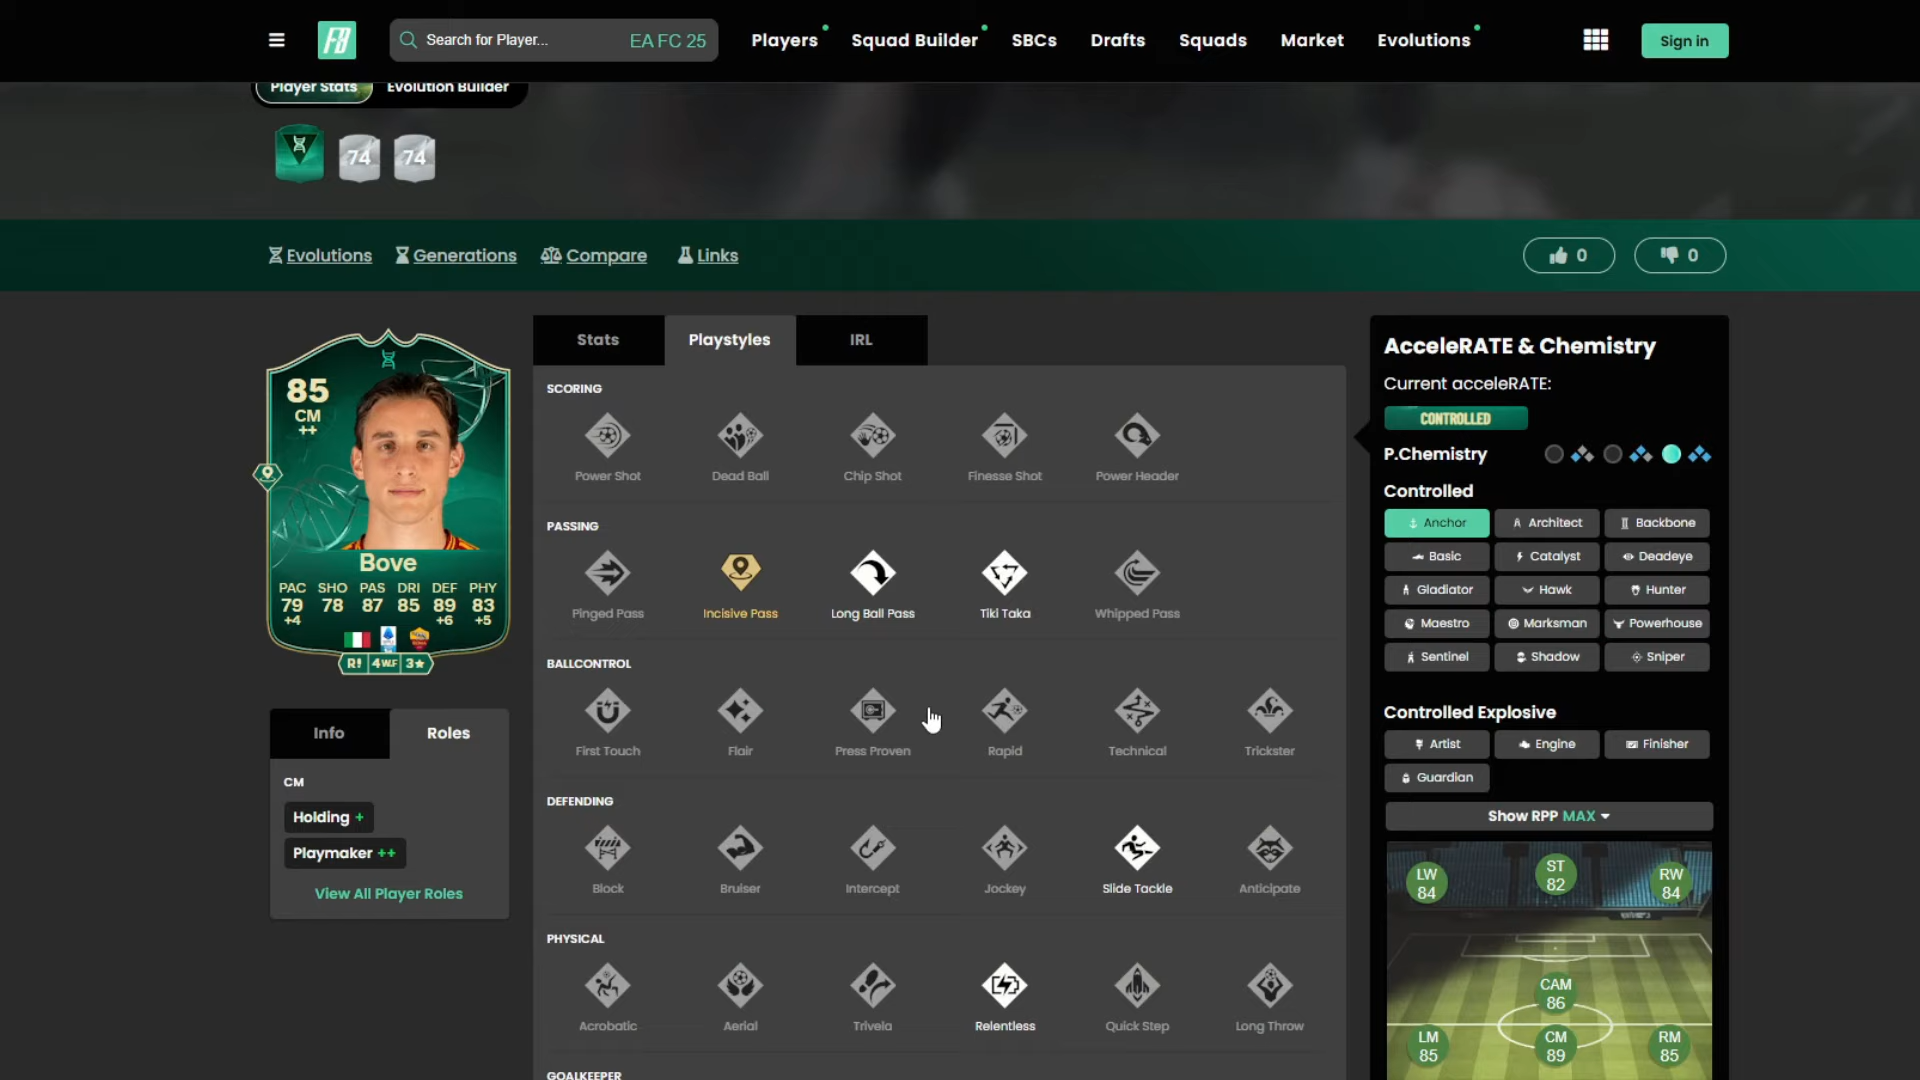 FB
Search for Player...
EA FC 25
Players
Squad Builder
SBCs
Drafts
Squads
Market
Evolutions
Sign in
Player Stats
Evolution Builder
74
74
Evolutions
Generations
Compare
Links
0
0
85
CM
++
Bove
PAC SHO PAS DRI DEF PHY
79 78 87 85 89 83
+4 +6 +5
R! 4 W.F 3★
Info
Roles
CM
Holding +
Playmaker ++
View All Player Roles
Stats
Playstyles
IRL
SCORING
Power Shot
Dead Ball
Chip Shot
Finesse Shot
Power Header
PASSING
Pinged Pass
Incisive Pass
Long Ball Pass
Tiki Taka
Whipped Pass
BALLCONTROL
First Touch
Flair
Press Proven
Rapid
Technical
Trickster
DEFENDING
Block
Bruiser
Intercept
Jockey
Slide Tackle
Anticipate
PHYSICAL
Acrobatic
Aerial
Trivela
Relentless
Quick Step
Long Throw
GOALKEEPER
AcceleRATE & Chemistry
Current acceleRATE:
CONTROLLED
P.Chemistry
Controlled
Anchor
Architect
Backbone
Basic
Catalyst
Deadeye
Gladiator
Hawk
Hunter
Maestro
Marksman
Powerhouse
Sentinel
Shadow
Sniper
Controlled Explosive
Artist
Engine
Finisher
Guardian
Show RPP MAX
LW
84
ST
82
RW
84
CAM
86
LM
85
CM
89
RM
85